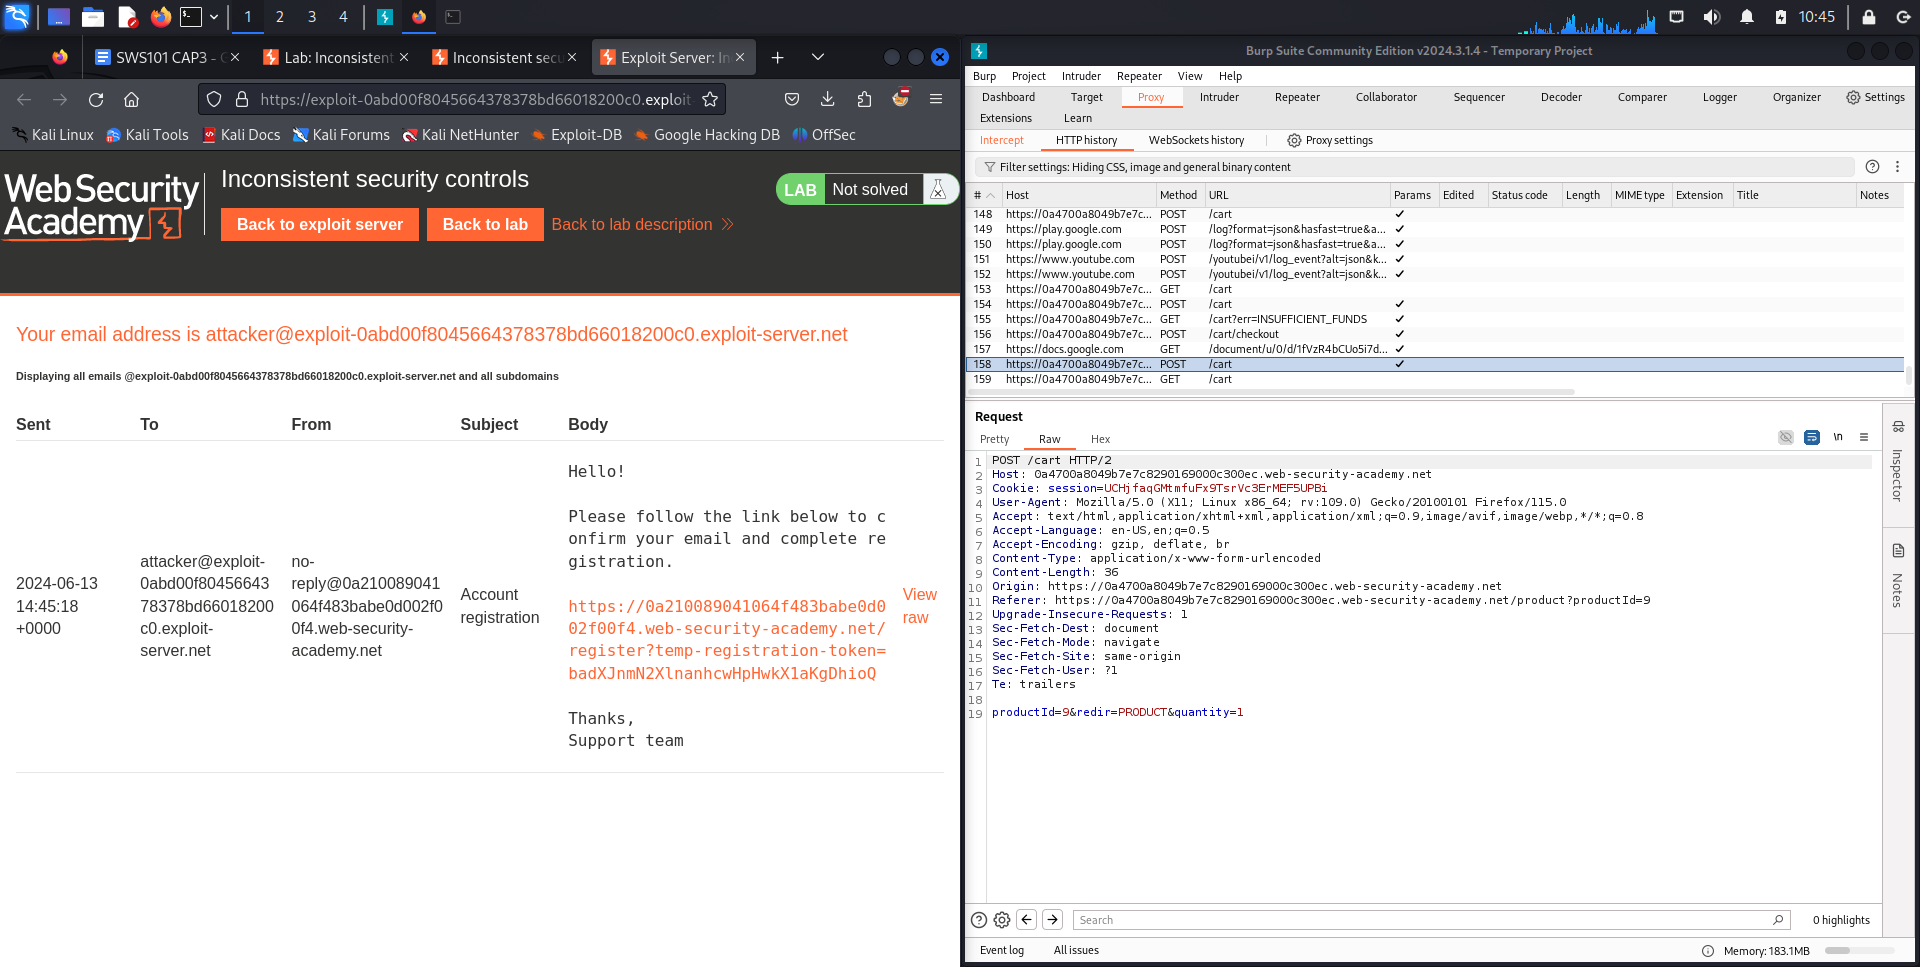 1 2 3 4 10:45
SWS101 CAP3 - G
Lab: Inconsistent
Inconsistent secu
Exploit Server: In
https://exploit-0abd00f8045664378378bd66018200c0.exploit
Kali Linux Kali Tools Kali Docs Kali Forums Kali NetHunter Exploit-DB Google Hacking DB OffSec
WebSecurity
Academy
Inconsistent security controls
Back to exploit server Back to lab Back to lab description
LAB Not solved
Your email address is attacker@exploit-0abd00f8045664378378bd66018200c0.exploit-server.net
Displaying all emails @exploit-0abd00f8045664378378bd66018200c0.exploit-server.net and all subdomains
Sent To From Subject Body
2024-06-13
14:45:18
+0000
attacker@exploit-
0abd00f80456643
78378bd66018200
c0.exploit-
server.net
no-
reply@0a210089041
064f483babe0d002f0
0f4.web-security-
academy.net
Account
registration
Hello!
Please follow the link below to c
onfirm your email and complete re
gistration.
https://0a210089041064f483babe0d0
02f00f4.web-security-academy.net/
register?temp-registration-token=
badXJnmN2XlnanhcwHpHwkX1aKgDhioQ
Thanks,
Support team
View
raw
Burp Suite Community Edition v2024.3.1.4 - Temporary Project
Burp Project Intruder Repeater View Help
Dashboard Target Proxy Intruder Repeater Collaborator Sequencer Decoder Comparer Logger Organizer Settings
Extensions Learn
Intercept HTTP history WebSockets history Proxy settings
Filter settings: Hiding CSS, image and general binary content
# Host Method URL Params Edited Status code Length MIME type Extension Title Notes
148 https://0a4700a8049b7e7c... POST /cart ✓
149 https://play.google.com POST /log?format=json&hasfast=true&a... ✓
150 https://play.google.com POST /log?format=json&hasfast=true&a... ✓
151 https://www.youtube.com POST /youtubei/v1/log_event?alt=json&k... ✓
152 https://www.youtube.com POST /youtubei/v1/log_event?alt=json&k... ✓
153 https://0a4700a8049b7e7c... GET /cart
154 https://0a4700a8049b7e7c... POST /cart ✓
155 https://0a4700a8049b7e7c... GET /cart?err=INSUFFICIENT_FUNDS ✓
156 https://0a4700a8049b7e7c... POST /cart/checkout ✓
157 https://docs.google.com GET /document/u/0/d/1fVzR4bCUo5i7d... ✓
158 https://0a4700a8049b7e7c... POST /cart ✓
159 https://0a4700a8049b7e7c... GET /cart
Request
Pretty Raw Hex
\n
1 POST /cart HTTP/2
2 Host: 0a4700a8049b7e7c8290169000c300ec.web-security-academy.net
3 Cookie: session=UCHjfaqGMtmfuFx9TsrVc3ErMEF5UPBi
4 User-Agent: Mozilla/5.0 (X11; Linux x86_64; rv:109.0) Gecko/20100101 Firefox/115.0
5 Accept: text/html,application/xhtml+xml,application/xml;q=0.9,image/avif,image/webp,*/*;q=0.8
6 Accept-Language: en-US,en;q=0.5
7 Accept-Encoding: gzip, deflate, br
8 Content-Type: application/x-www-form-urlencoded
9 Content-Length: 36
10 Origin: https://0a4700a8049b7e7c8290169000c300ec.web-security-academy.net
11 Referer: https://0a4700a8049b7e7c8290169000c300ec.web-security-academy.net/product?productId=9
12 Upgrade-Insecure-Requests: 1
13 Sec-Fetch-Dest: document
14 Sec-Fetch-Mode: navigate
15 Sec-Fetch-Site: same-origin
16 Sec-Fetch-User: ?1
17 Te: trailers
18
19 productId=9&redir=PRODUCT&quantity=1
Inspector
Notes
Search
0 highlights
Event log All issues
Memory: 183.1MB